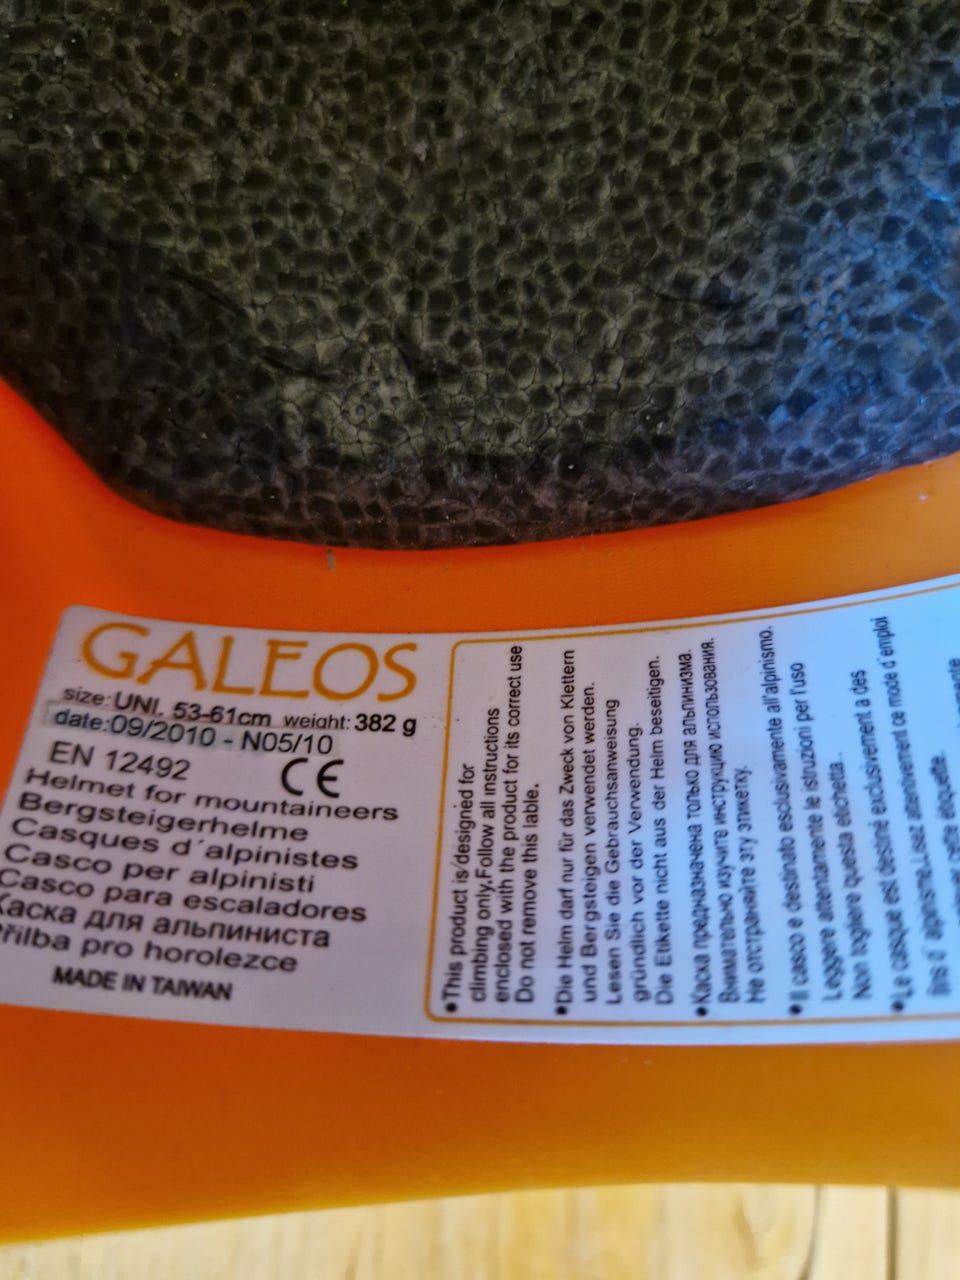 GALEOS
size: UNI. 53-61cm weight: 382 g
date: 09/2010 - N05/10
EN 12492 CE
Helmet for mountaineers
Bergsteigerhelme
Casques d´alpinistes
Casco per alpinisti
Casco para escaladores
Каска для альпиниста
pro horolezce
MADE IN TAIWAN
•This product is designed for
climbing only.Follow all instructions
enclosed with the product for its correct use
Do not remove this lable.
•Die Helm darf nur für das Zweck von Klettern
und Bergsteigen verwendet werden.
Lesen Sie die Gebrauchsanweisung
gründlich vor der Verwendung.
Die Etikette nicht aus der Helm beseitigen.
•Каска предназначена только для альпинизма.
Внимательно изучите инструкцию использования.
Не отстраняйте эту этикетку.
•Il casco e destinato esclusivamente all'alpinismo.
Leggere attentamente le istruzioni per l'uso
Non togliere questa etichetta.
•Le casque est destiné exclusivement a des
fins d' alpinisme.Lisez attentivement ce mode d'emploi
cette étiquette.